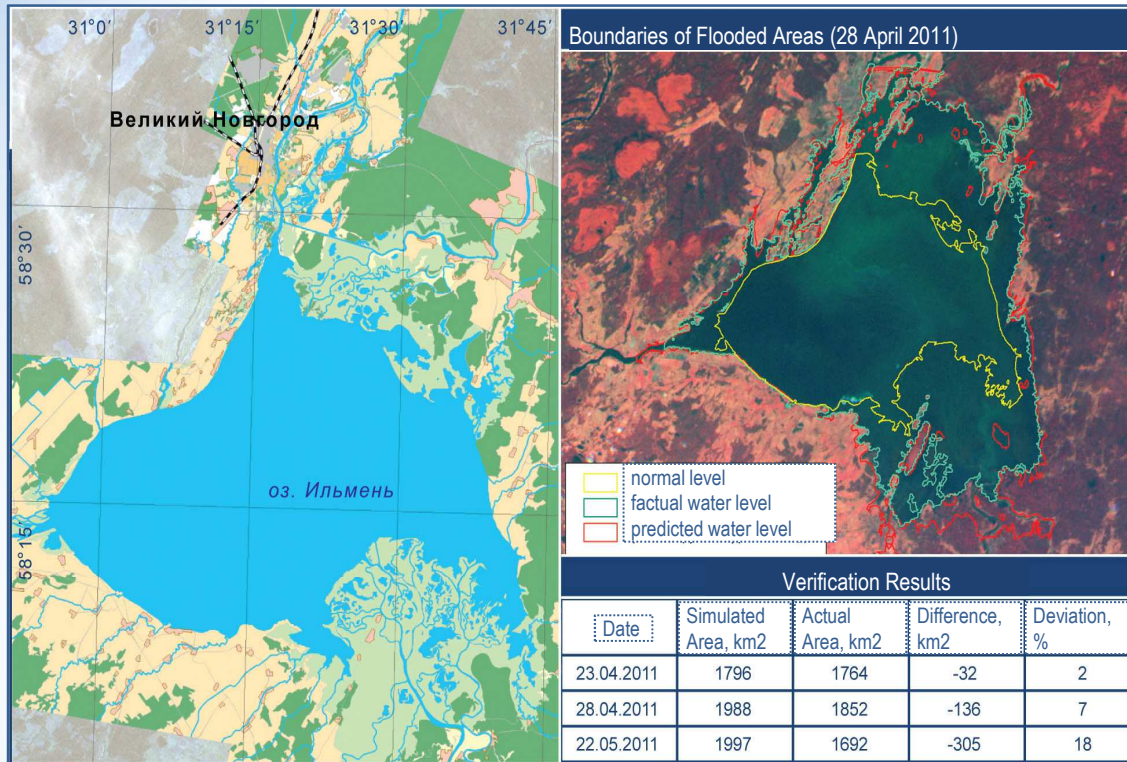 31°0′
31°15′
31°30′
31°45′
Великий Новгород
58°30′
оз. Ильмень
58°15′
Boundaries of Flooded Areas (28 April 2011)
normal level
factual water level
predicted water level
Verification Results
Date
Simulated Area, km2
Actual Area, km2
Difference, km2
Deviation, %
23.04.2011 1796 1764 -32 2
28.04.2011 1988 1852 -136 7
22.05.2011 1997 1692 -305 18